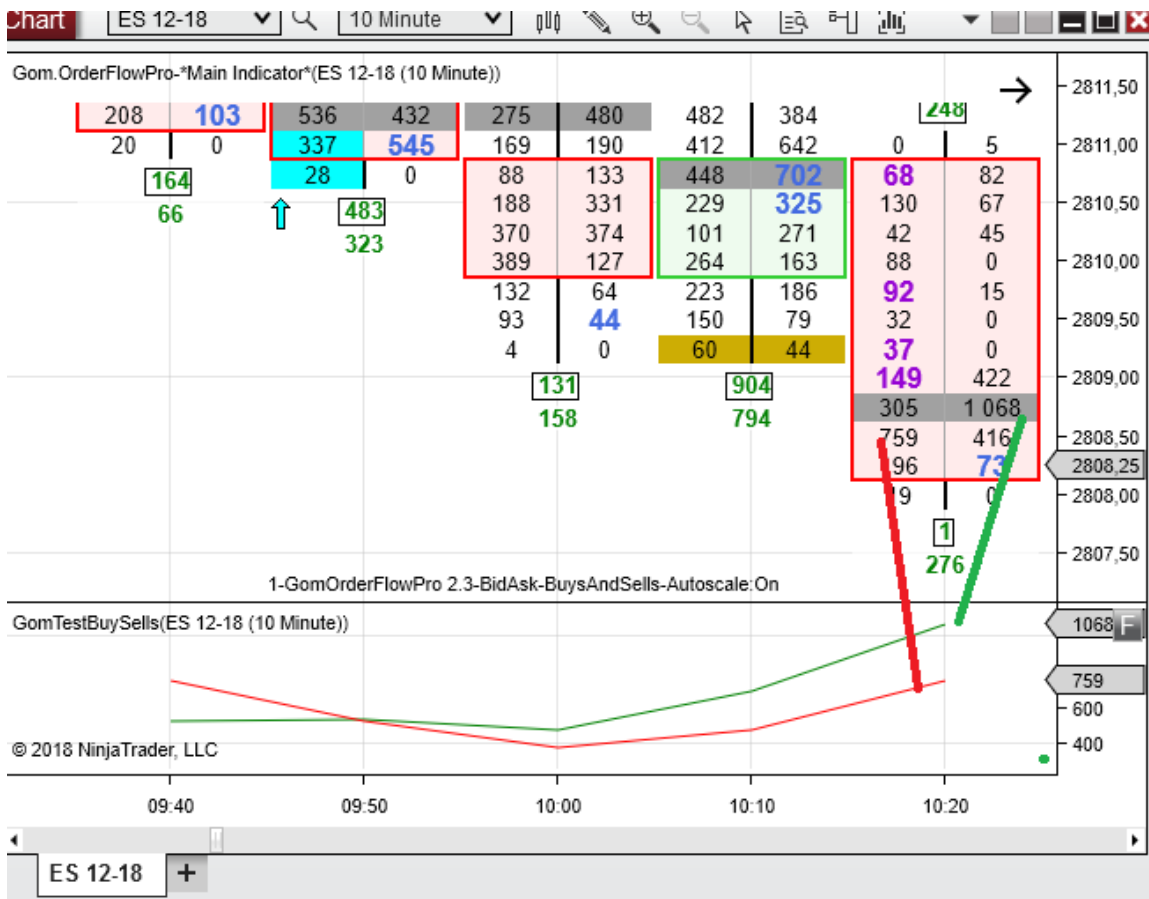 Chart ES 12-18 10 Minute
Gom.OrderFlowPro-*Main Indicator*(ES 12-18 (10 Minute))
2811,50
208 103 536 432 275 480 482 384 248
20 0 337 545 169 190 412 642 0 5 2811,00
164 28 0 88 133 448 702 68 82
66 483 188 331 229 325 130 67 2810,50
323 370 374 101 271 42 45
389 127 264 163 88 0 2810,00
132 64 223 186 92 15
93 44 150 79 32 0 2809,50
4 0 60 44 37 0
131 904 149 422 2809,00
158 794 305 1 068
759 416 2808,50
96 73 2808,25
0 2808,00
1
276 2807,50
1-GomOrderFlowPro 2.3-BidAsk-BuysAndSells-Autoscale:On
GomTestBuySells(ES 12-18 (10 Minute))
1068 F
759
600
© 2018 NinjaTrader, LLC 400
09:40 09:50 10:00 10:10 10:20
ES 12-18 +